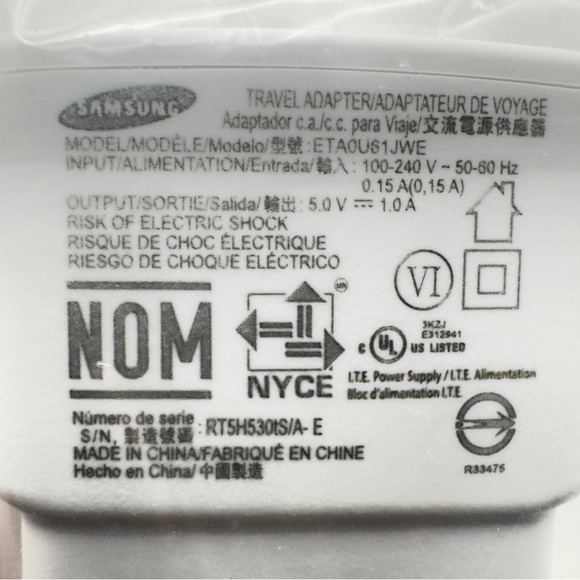 SAMSUNG
TRAVEL ADAPTER/ADAPTATEUR DE VOYAGE
Adaptador c.a./c.c. para Viaje/交流電源供應器
MODEL/MODÈLE/Modelo/型號: ETA0U61JWE
INPUT/ALIMENTATION/Entrada/輸入: 100-240 V ~ 50-60 Hz
0.15 A(0,15 A)
OUTPUT/SORTIE/Salida/輸出: 5.0 V ⎓ 1.0 A
RISK OF ELECTRIC SHOCK
RISQUE DE CHOC ÉLECTRIQUE
RIESGO DE CHOQUE ELÉCTRICO
VI
NOM
NYCE
3KZJ
E312941
c UL US LISTED
I.T.E. Power Supply / I.T.E. Alimentation
Bloc d'alimentation I.T.E.
Número de serie
S/N, 製造號碼 : RT5H530tS/A- E
MADE IN CHINA/FABRIQUÉ EN CHINE
Hecho en China/ 中國製造
R33475